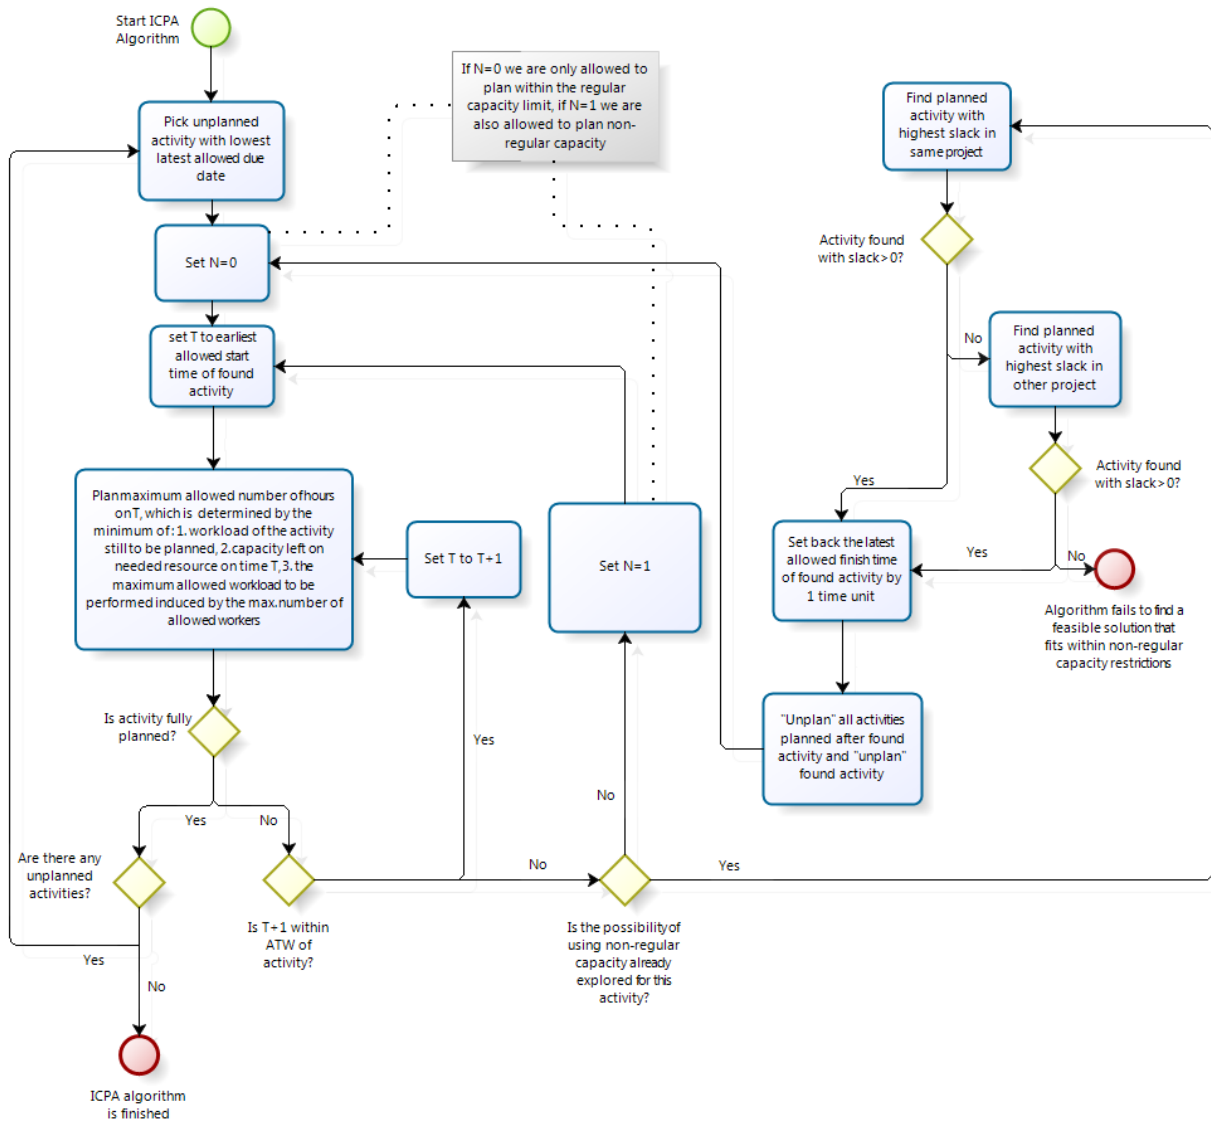 Start ICPA
Algorithm
Pick unplanned
activity with lowest
latest allowed due
date
If N=0 we are only allowed to
plan within the regular
capacity limit, if N=1 we are
also allowed to plan non-
regular capacity
Set N=0
set T to earliest
allowed start
time of found
activity
Plan maximum allowed number of hours
on T, which is determined by the
minimum of: 1. workload of the activity
still to be planned, 2. capacity left on
needed resource on time T, 3. the
maximum allowed workload to be
performed induced by the max. number of
allowed workers
Set T to T+1
Set N=1
Is activity fully
planned?
Yes
No
Yes
Are there any
unplanned
activities?
Yes
No
ICPA algorithm
is finished
Is T+1 within
ATW of
activity?
No
No
Yes
Is the possibility of
using non-regular
capacity already
explored for this
activity?
Find planned
activity with
highest slack in
same project
Activity found
with slack>0?
No
Yes
Find planned
activity with
highest slack in
other project
Activity found
with slack>0?
Yes
No
Set back the latest
allowed finish time
of found activity by
1 time unit
Algorithm fails to find a
feasible solution that
fits within non-regular
capacity restrictions
"Unplan" all activities
planned after found
activity and "unplan"
found activity